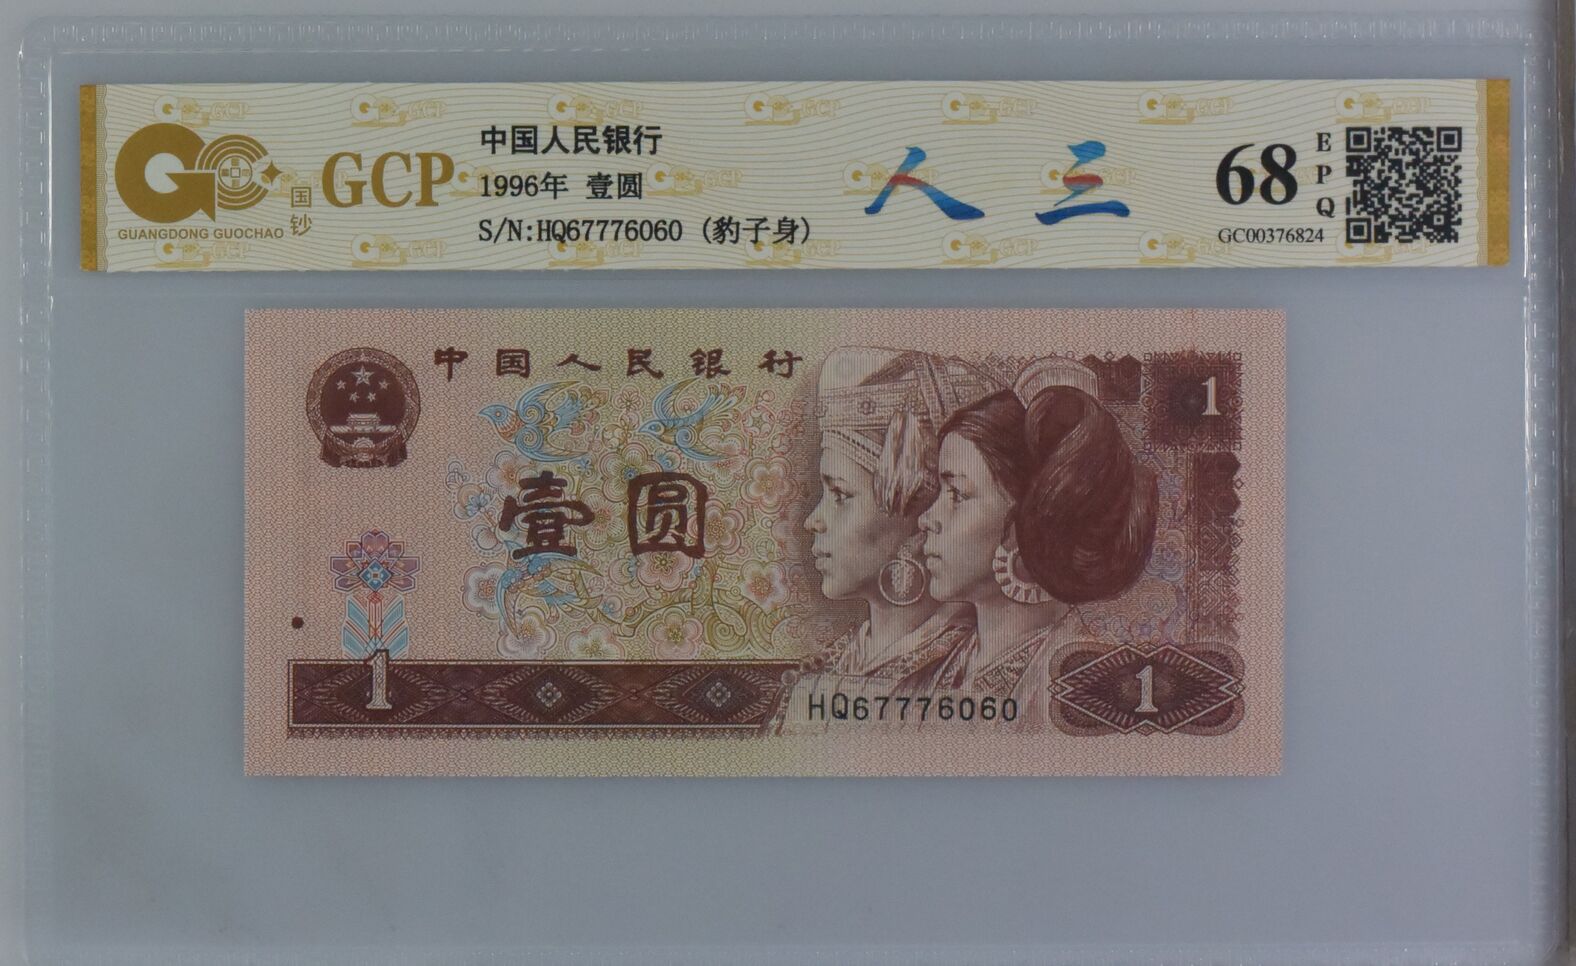 GCP
国钞
GUANGDONG GUOCHAO
中国人民银行
1996年 壹圆
S/N:HQ67776060 (豹子身)
人三
68
EPQ
GC00376824
中国人民银行
1
壹圆
1
HQ67776060
1